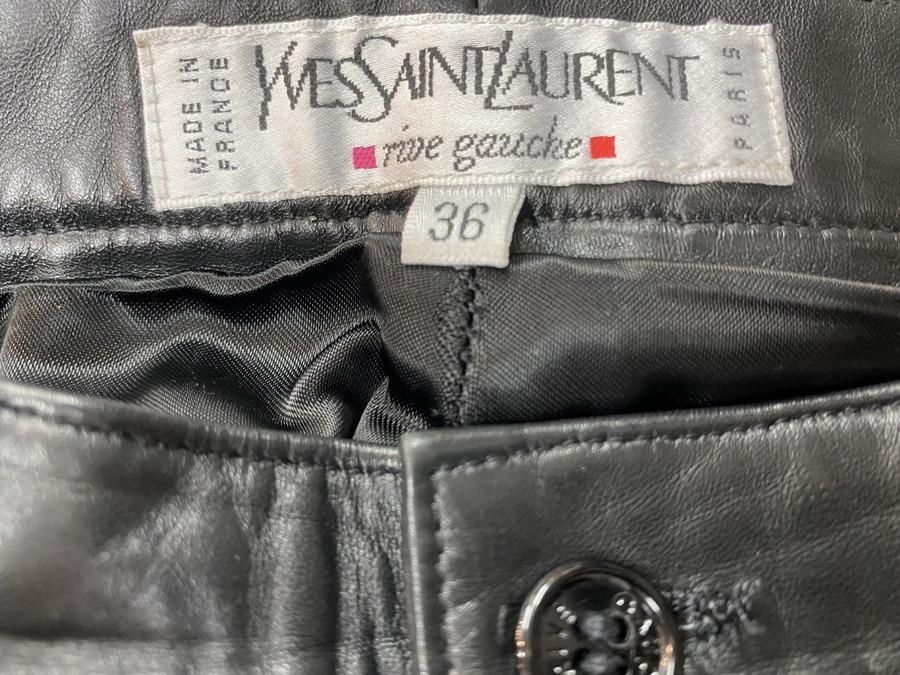 MADE IN
FRANCE
YVESSAINTLAURENT
rive gauche
PARIS
36